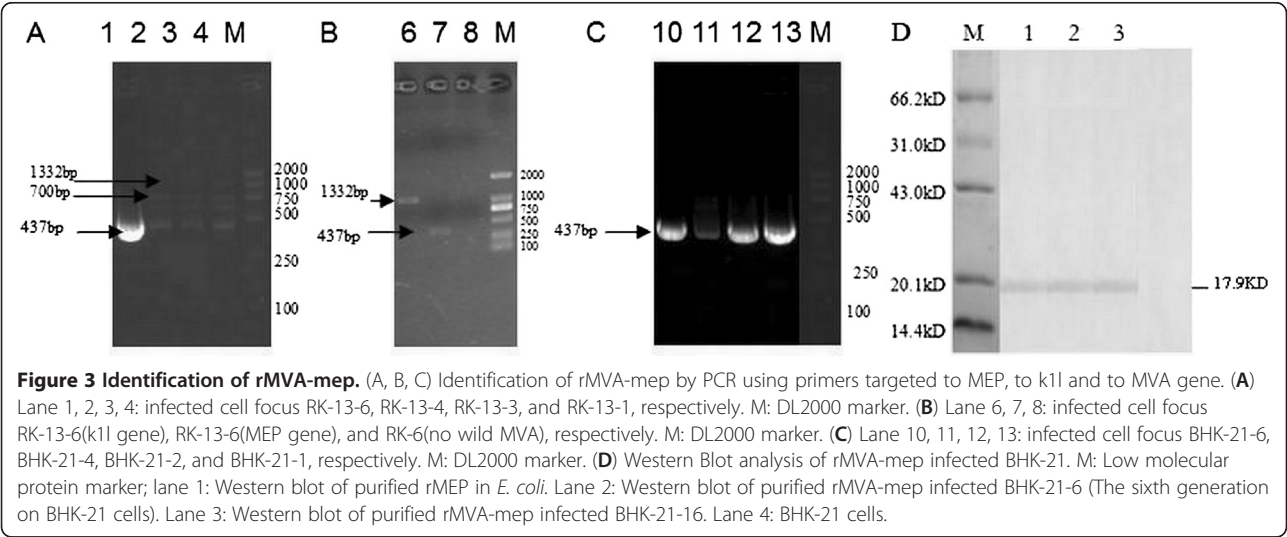 A 1 2 3 4 M
1332bp
700bp
437bp
2000
1000
750
500
250
100
B 6 7 8 M
1332bp
437bp
2000
1000
750
500
250
100
C 10 11 12 13 M
437bp
2000
1000
750
500
250
100
D M 1 2 3
66.2kD
31.0kD
43.0kD
20.1kD
14.4kD
17.9KD
Figure 3 Identification of rMVA-mep. (A, B, C) Identification of rMVA-mep by PCR using primers targeted to MEP, to k1l and to MVA gene. (A)
Lane 1, 2, 3, 4: infected cell focus RK-13-6, RK-13-4, RK-13-3, and RK-13-1, respectively. M: DL2000 marker. (B) Lane 6, 7, 8: infected cell focus
RK-13-6(k1l gene), RK-13-6(MEP gene), and RK-6(no wild MVA), respectively. M: DL2000 marker. (C) Lane 10, 11, 12, 13: infected cell focus BHK-21-6,
BHK-21-4, BHK-21-2, and BHK-21-1, respectively. M: DL2000 marker. (D) Western Blot analysis of rMVA-mep infected BHK-21. M: Low molecular
protein marker; lane 1: Western blot of purified rMEP in E. coli. Lane 2: Western blot of purified rMVA-mep infected BHK-21-6 (The sixth generation
on BHK-21 cells). Lane 3: Western blot of purified rMVA-mep infected BHK-21-16. Lane 4: BHK-21 cells.